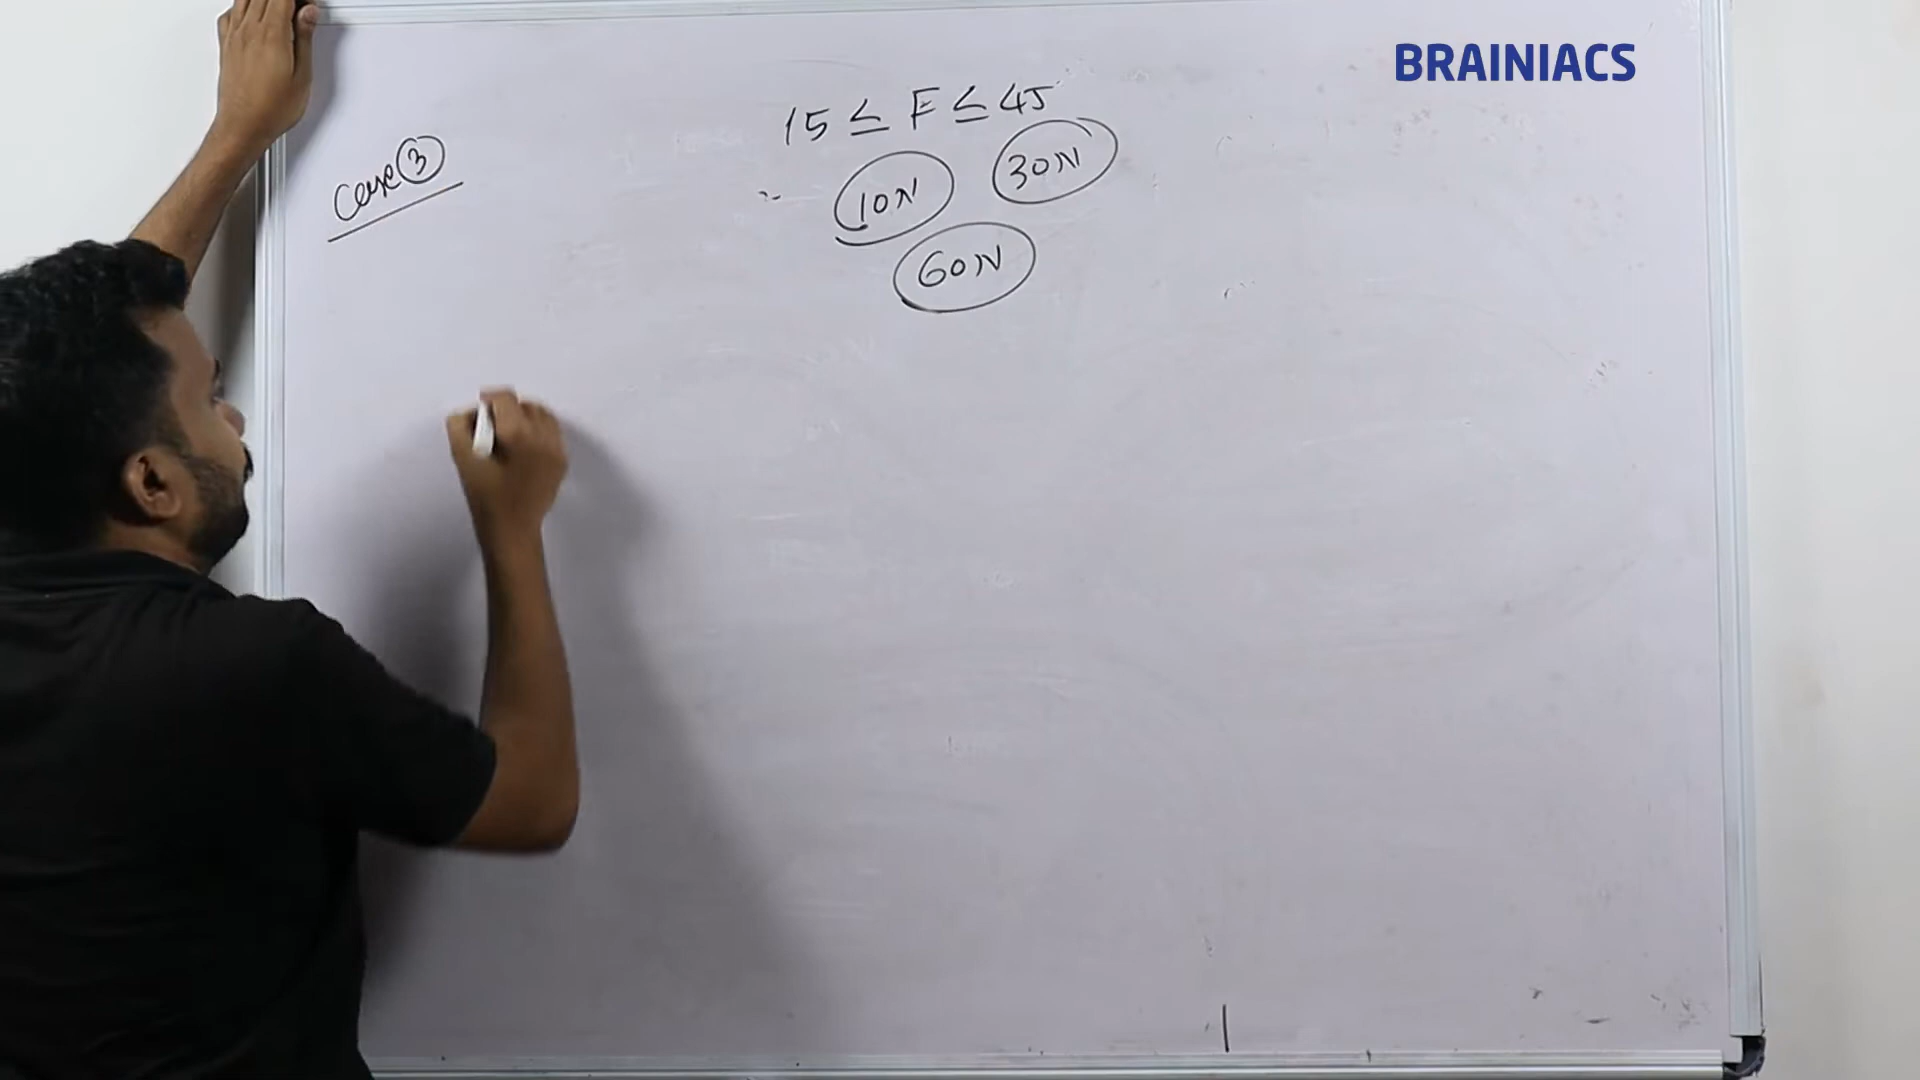 BRAINIACS
15 ≤ F ≤ 45
Case ③
10N 30N
60N